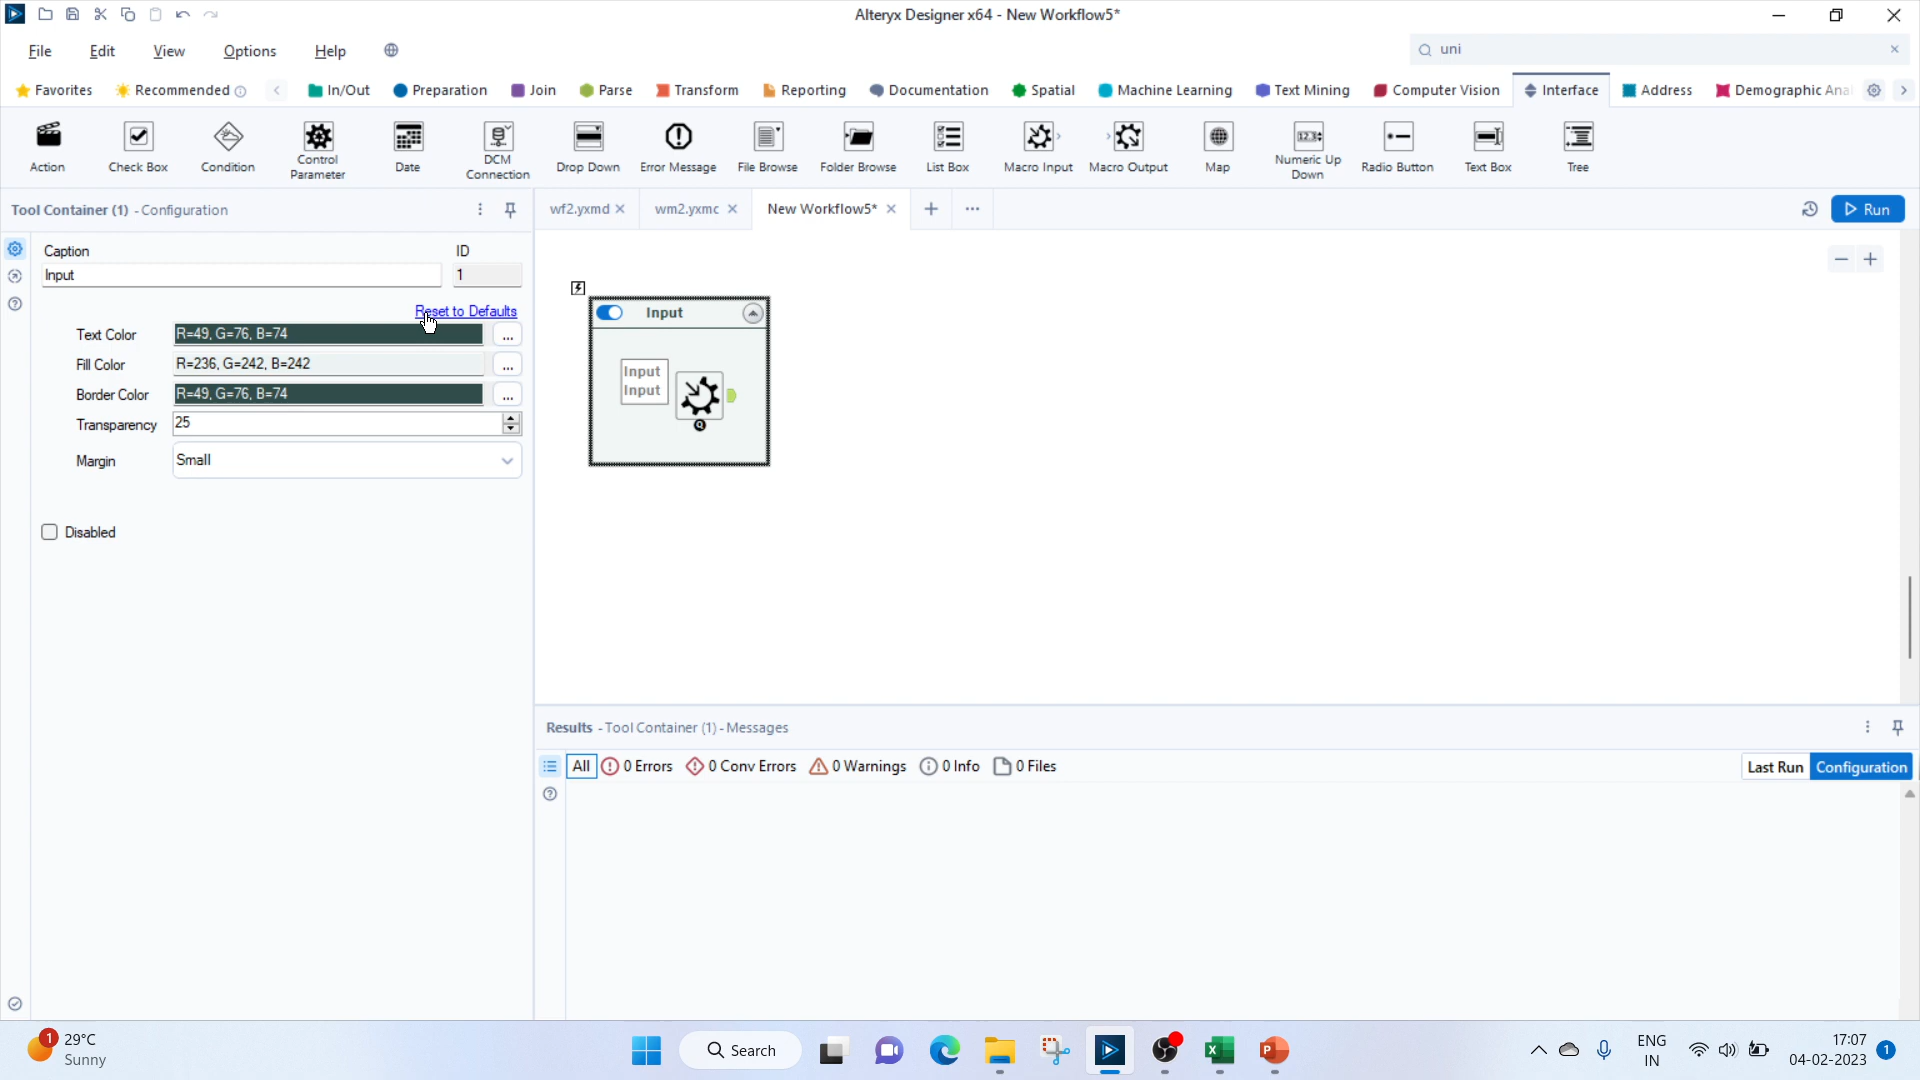 Alteryx Designer x64 - New Workflow5*
File Edit View Options Help
uni
Favorites Recommended In/Out Preparation Join Parse Transform Reporting Documentation Spatial Machine Learning Text Mining Computer Vision Interface Address Demographic Ana
Action Check Box Condition Control Parameter Date DCM Connection Drop Down Error Message File Browse Folder Browse List Box Macro Input Macro Output Map Numeric Up Down Radio Button Text Box Tree
Tool Container (1) - Configuration
wf2.yxmd wm2.yxmc New Workflow5* Run
Caption ID
Input 1
Reset to Defaults
Text Color R=49, G=76, B=74 ...
Fill Color R=236, G=242, B=242 ...
Border Color R=49, G=76, B=74 ...
Transparency 25
Margin Small
Disabled
Input
Input
Input
Results - Tool Container (1) - Messages
All 0 Errors 0 Conv Errors 0 Warnings 0 Info 0 Files Last Run Configuration
1 29°C
Sunny
Search
ENG
IN
17:07
04-02-2023
1